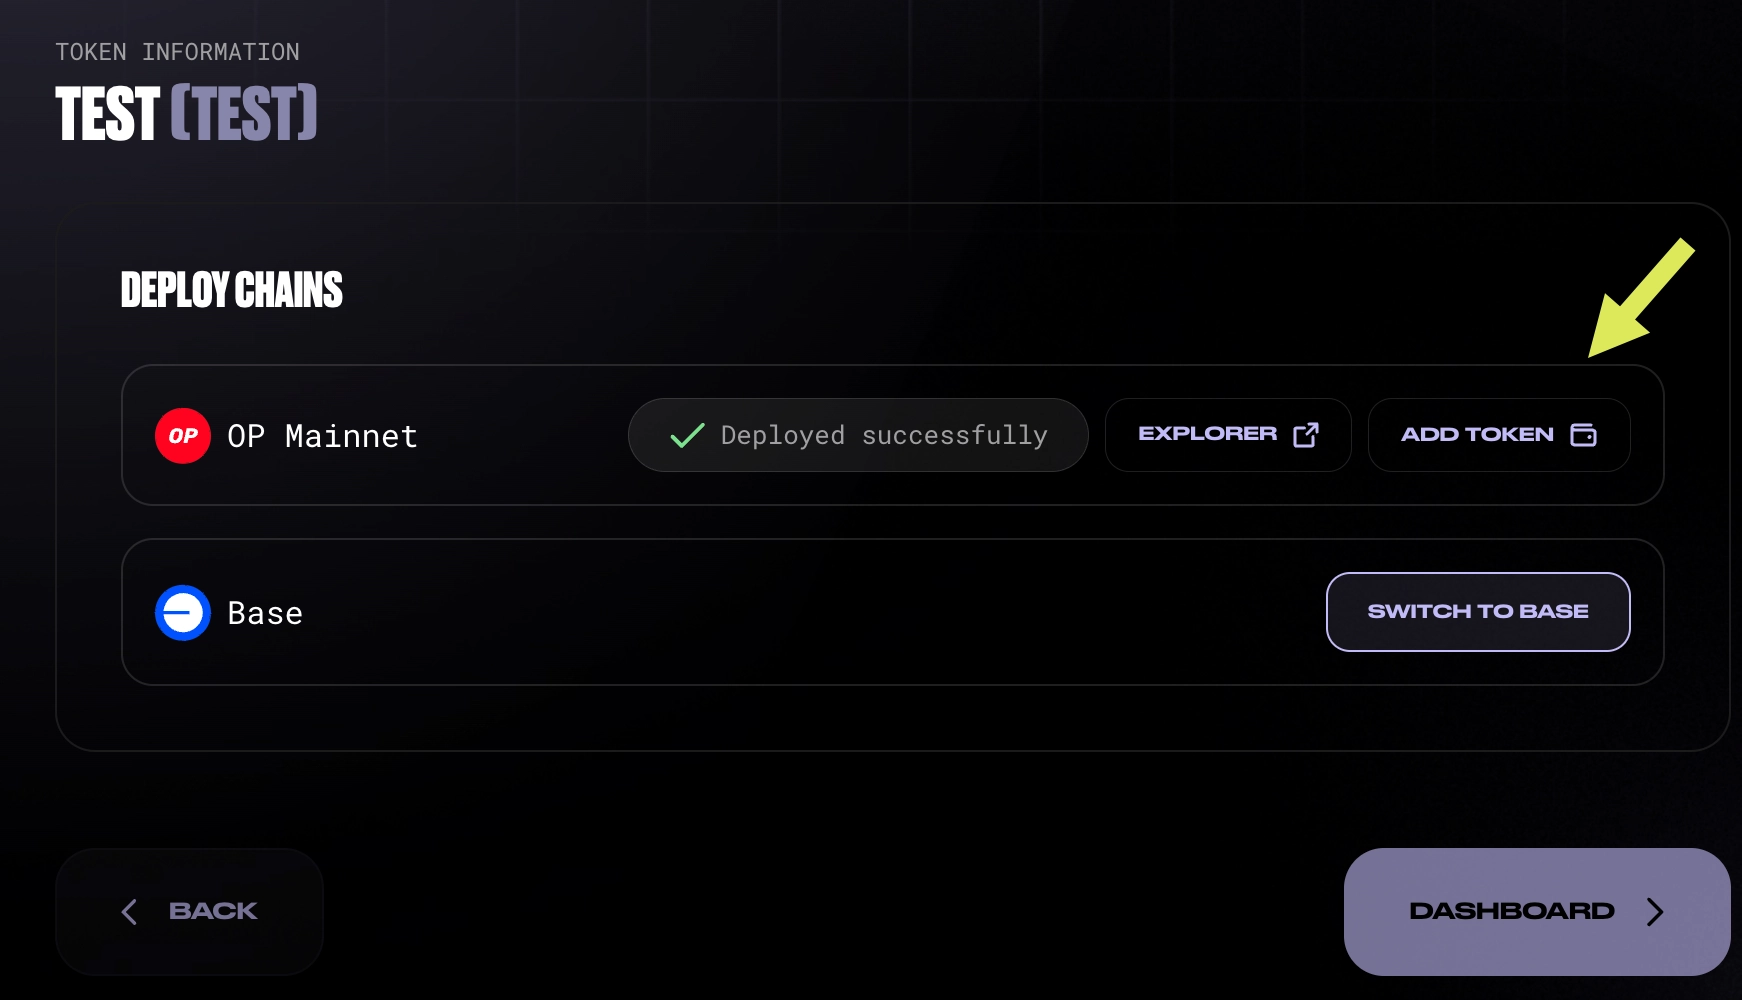 TOKEN INFORMATION
TEST (TEST)
DEPLOY CHAINS
OP OP Mainnet Deployed successfully EXPLORER ADD TOKEN
Base SWITCH TO BASE
BACK DASHBOARD